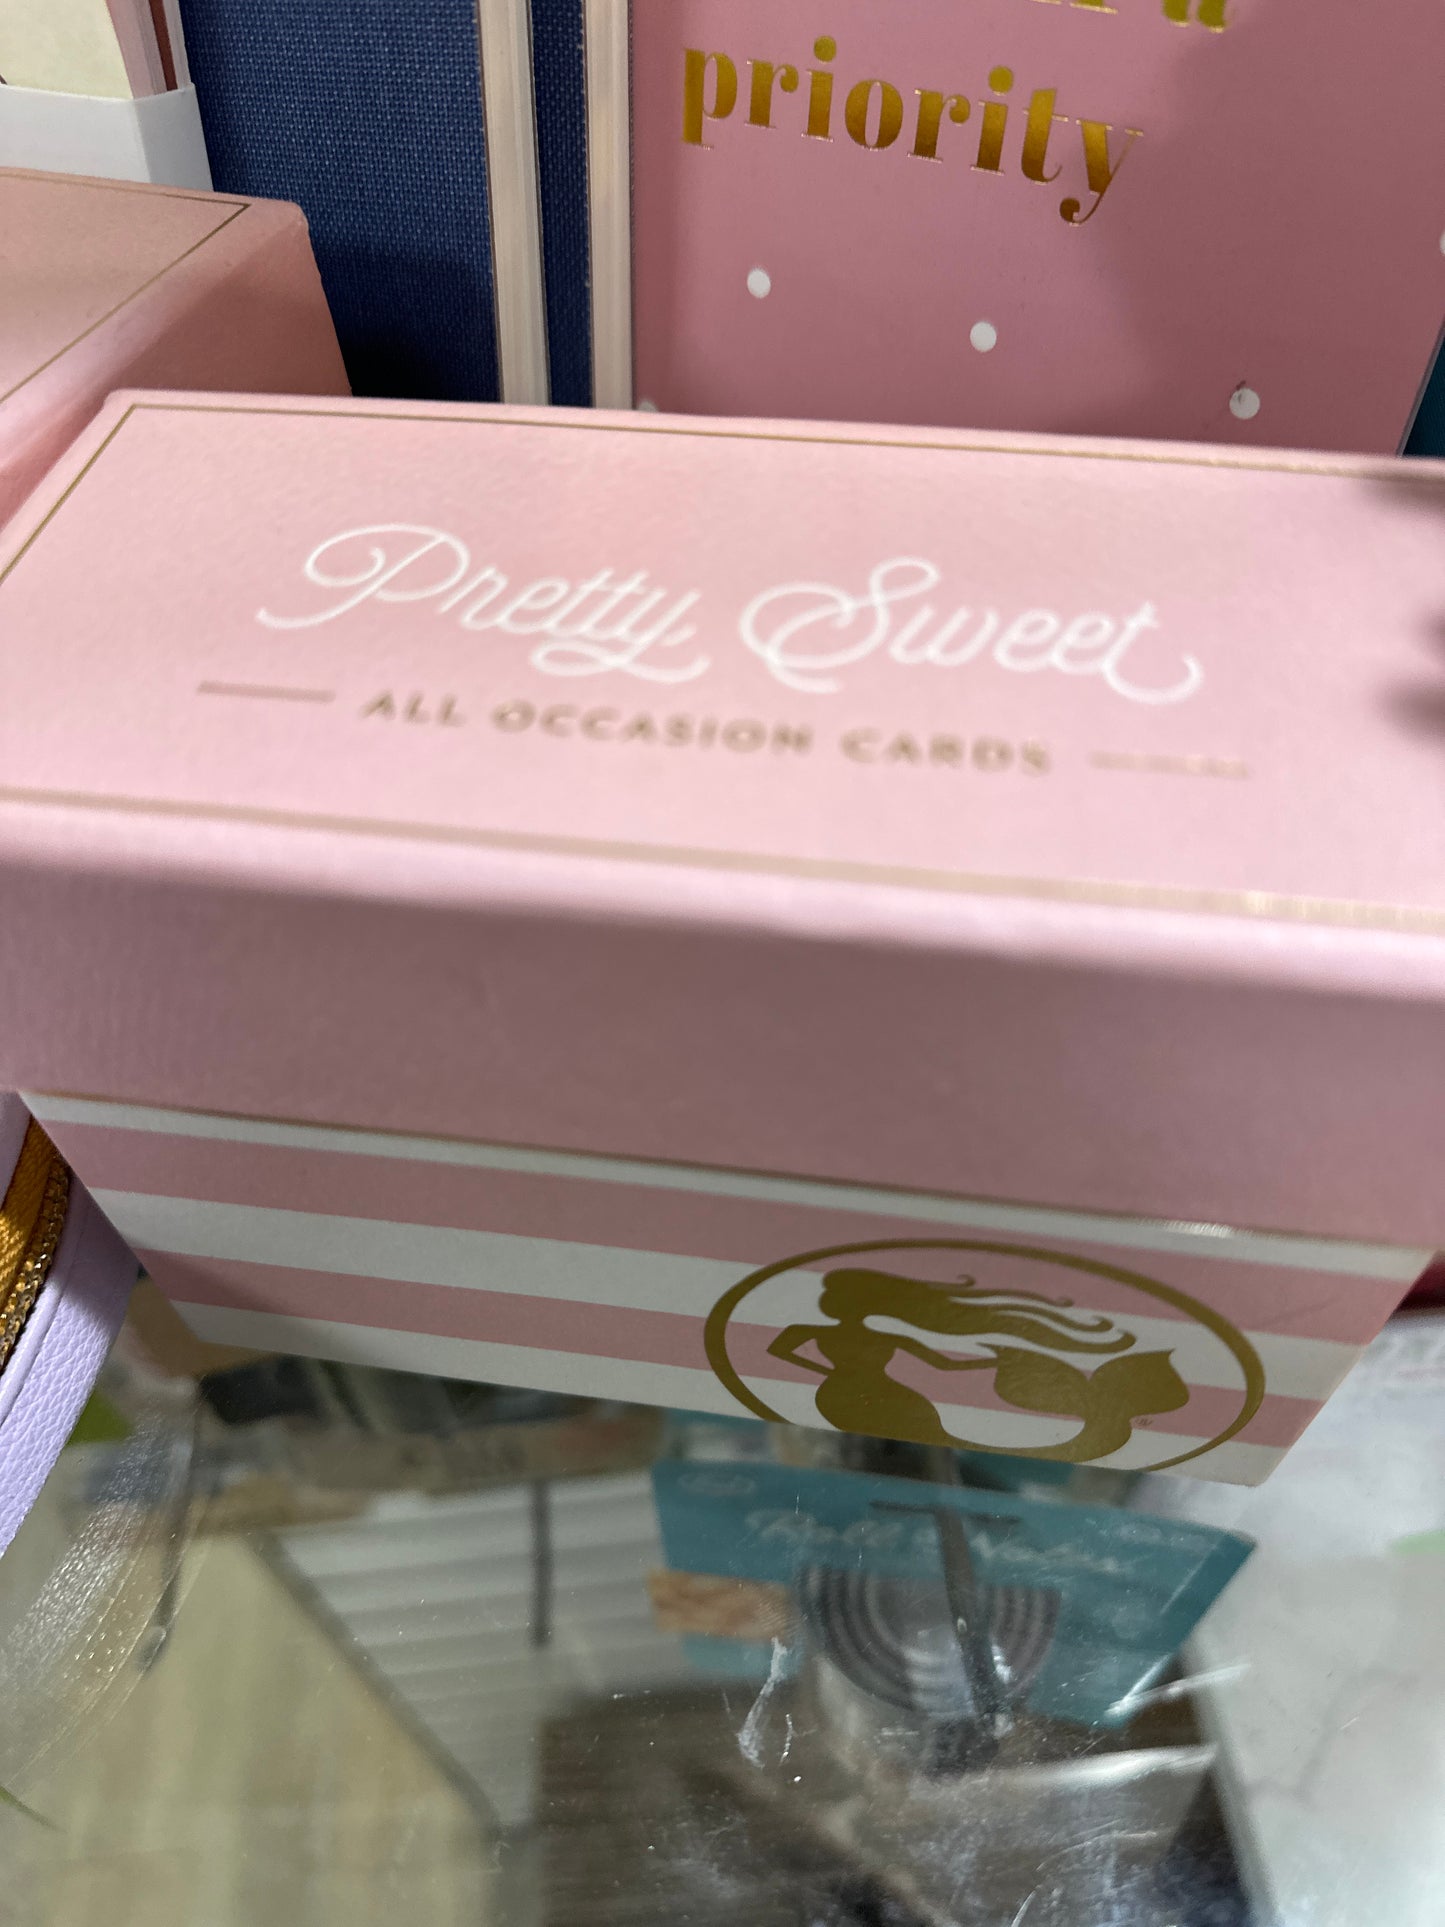 priority
Pretty Sweet
ALL OCCASION CARDS